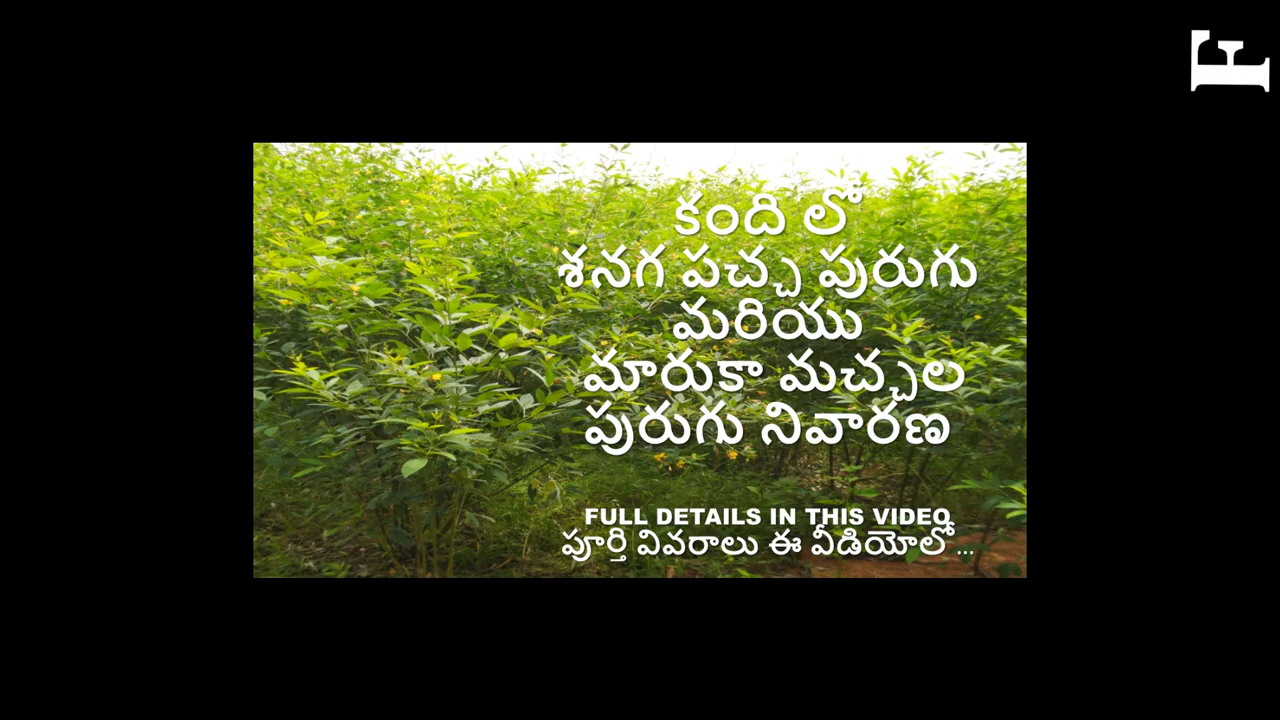 F
కంది లో
శనగ పచ్చ పురుగు
మరియు
మారుకా మచ్చల
పురుగు నివారణ
FULL DETAILS IN THIS VIDEO
పూర్తి వివరాలు ఈ వీడియోలో...